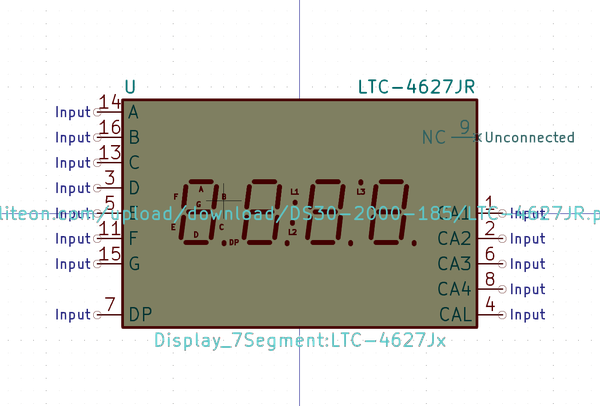 U LTC-4627JR
Input 14 A
Input 16 B NC 9 Unconnected
Input 13 C
Input 3 D
Input 5 E CA1 1 Input
liteon.com/upload/download/DS30-2000-185/LTC-4627JR.p
Input 11 F CA2 2 Input
Input 15 G CA3 6 Input
CA4 8 Input
Input 7 DP CAL 4 Input
A
F B
G
E C
D
DP
L1
L2
L3
Display_7Segment:LTC-4627Jx